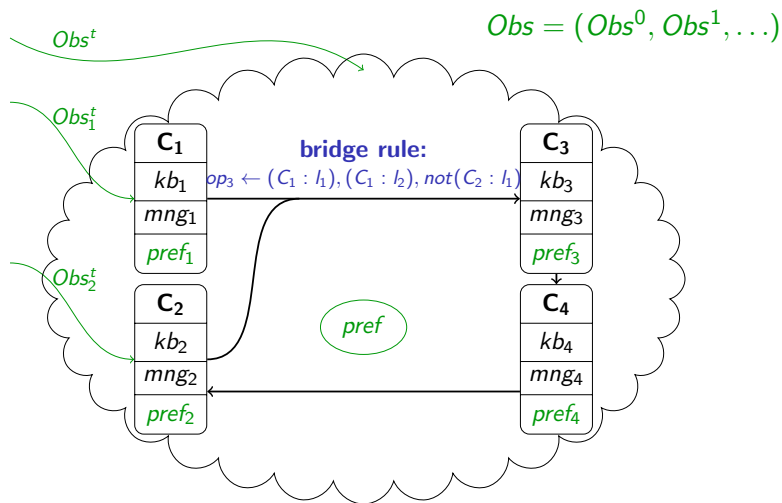 Obs = (Obs⁰, Obs¹, . . .)
Obsᵗ
Obs₁ᵗ
C₁
kb₁
mng₁
pref₁
bridge rule:
op₃ ← (C₁ : l₁), (C₁ : l₂), not(C₂ : l₁)
C₃
kb₃
mng₃
pref₃
Obs₂ᵗ
C₂
kb₂
mng₂
pref₂
pref
C₄
kb₄
mng₄
pref₄